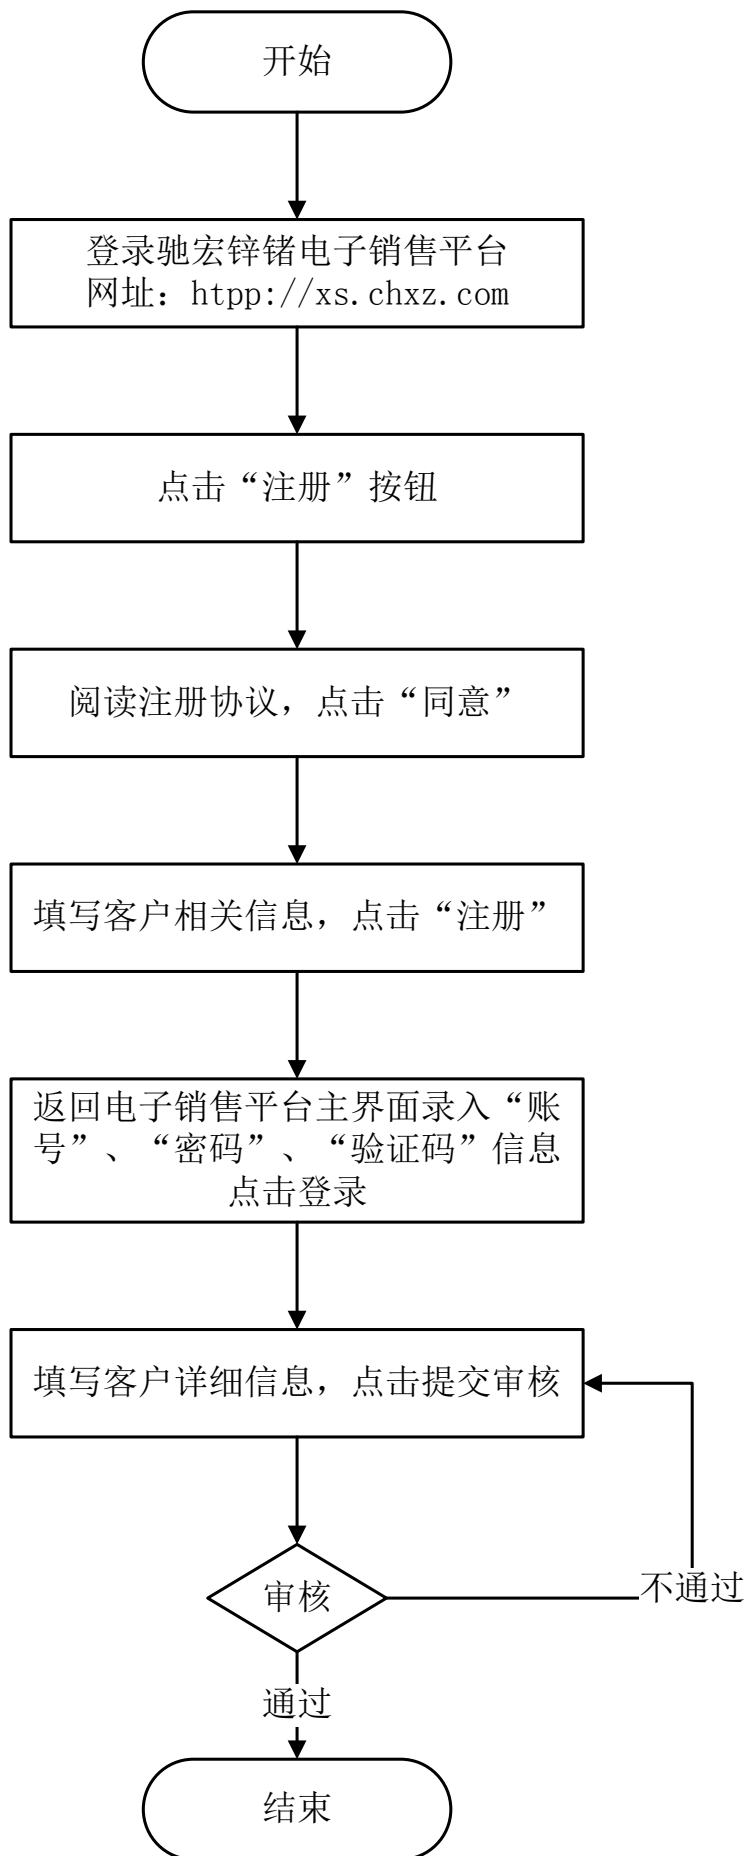 开始
登录驰宏锌锗电子销售平台
网址：htpp://xs.chxz.com
点击“注册”按钮
阅读注册协议，点击“同意”
填写客户相关信息，点击“注册”
返回电子销售平台主界面录入“账
号”、“密码”、“验证码”信息
点击登录
填写客户详细信息，点击提交审核
审核
不通过
通过
结束